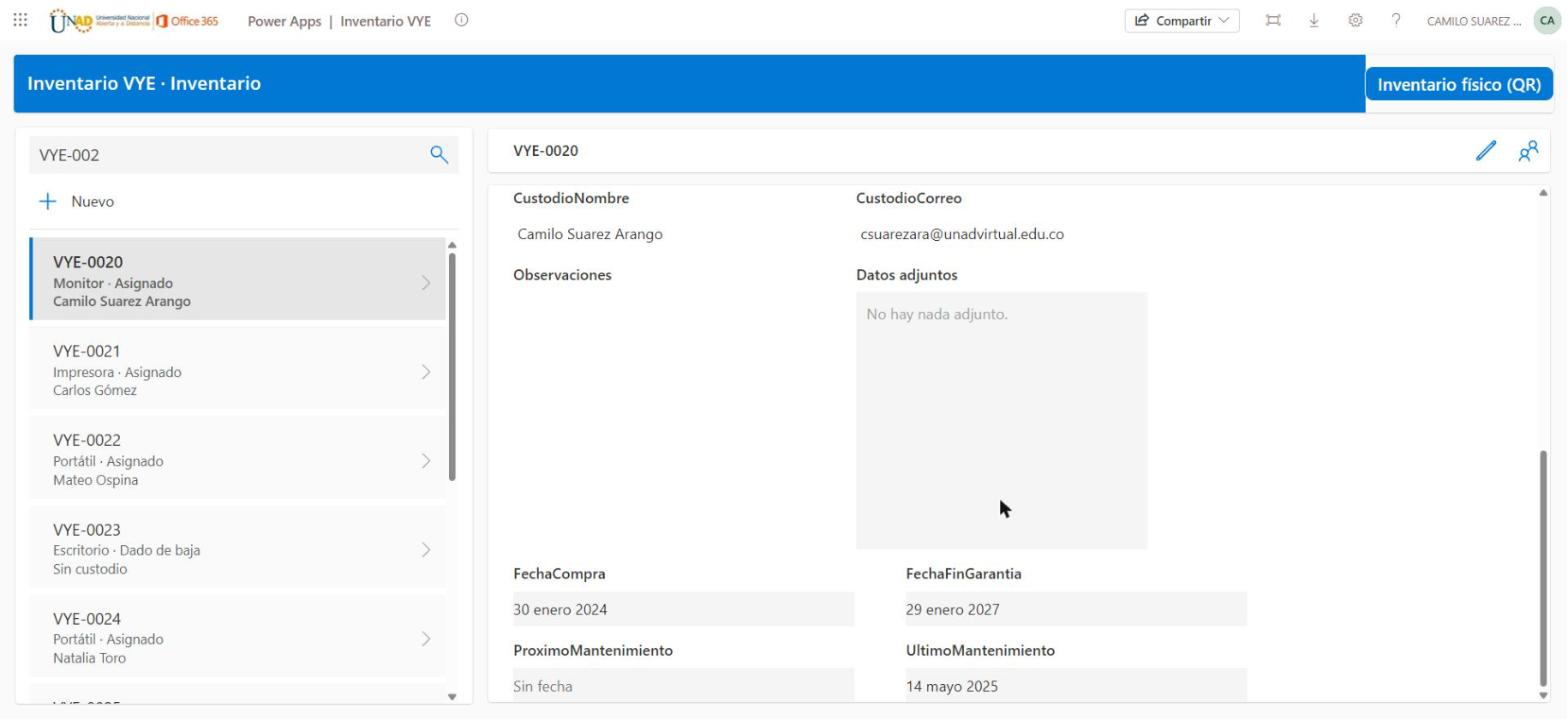 UNAD Universidad Nacional Abierta y a Distancia Office 365 Power Apps | Inventario VYE Compartir ? CAMILO SUAREZ ... CA
Inventario VYE · Inventario
Inventario físico (QR)
VYE-002
Nuevo
VYE-0020
Monitor · Asignado
Camilo Suarez Arango
VYE-0021
Impresora · Asignado
Carlos Gómez
VYE-0022
Portátil · Asignado
Mateo Ospina
VYE-0023
Escritorio · Dado de baja
Sin custodio
VYE-0024
Portátil · Asignado
Natalia Toro
VYE-0020
CustodioNombre CustodioCorreo
Camilo Suarez Arango csuarezara@unadvirtual.edu.co
Observaciones Datos adjuntos
No hay nada adjunto.
FechaCompra FechaFinGarantia
30 enero 2024 29 enero 2027
ProximoMantenimiento UltimoMantenimiento
Sin fecha 14 mayo 2025